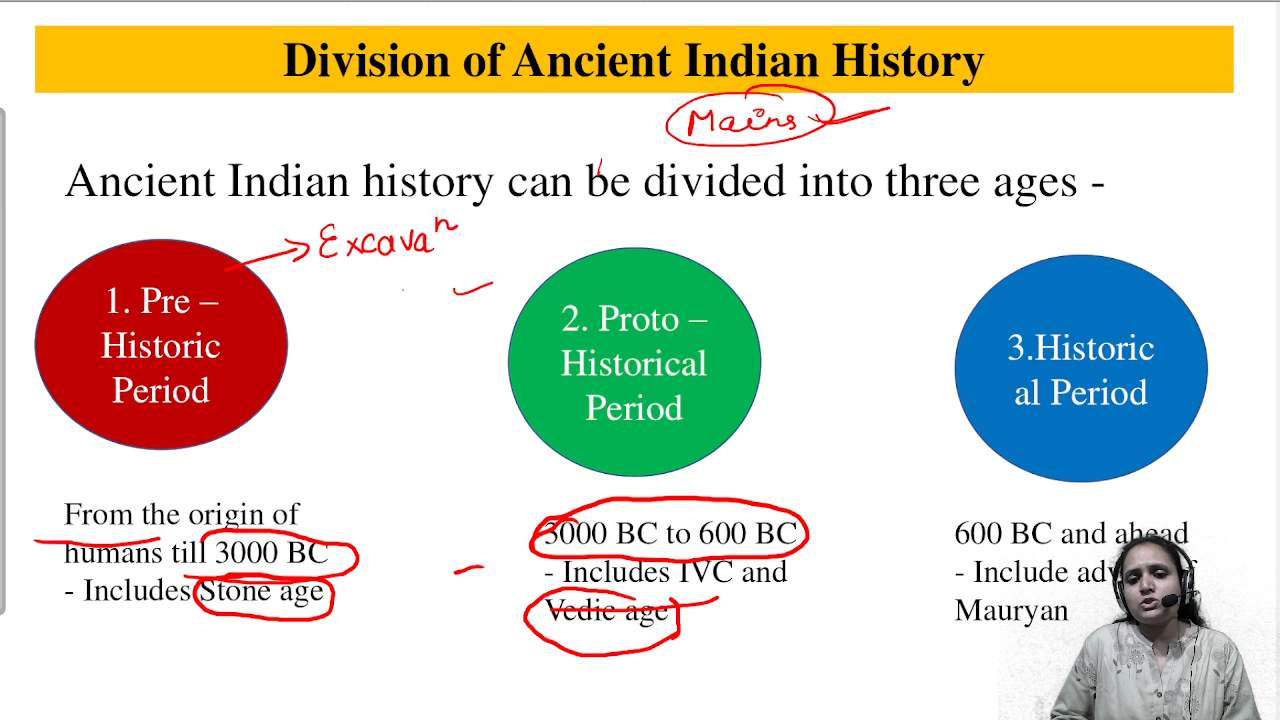 Division of Ancient Indian History
Mains
Ancient Indian history can be divided into three ages -
Excavaⁿ
1. Pre –
Historic
Period
2. Proto –
Historical
Period
3.Historic
al Period
From the origin of
humans till 3000 BC
- Includes Stone age
3000 BC to 600 BC
- Includes IVC and
Vedic age
600 BC and ahead
- Include
Mauryan